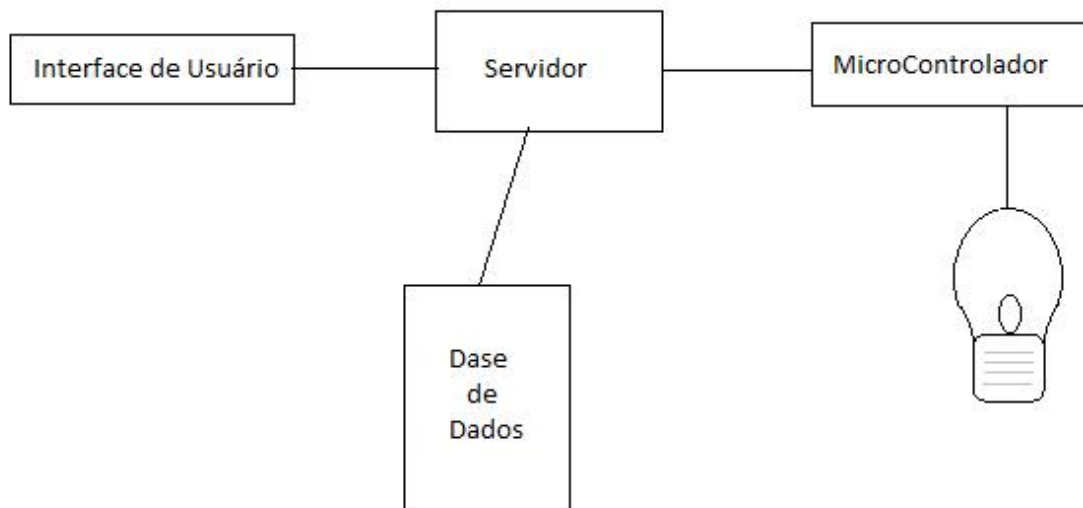 Interface de Usuário
Servidor
MicroControlador
Dase
de
Dados